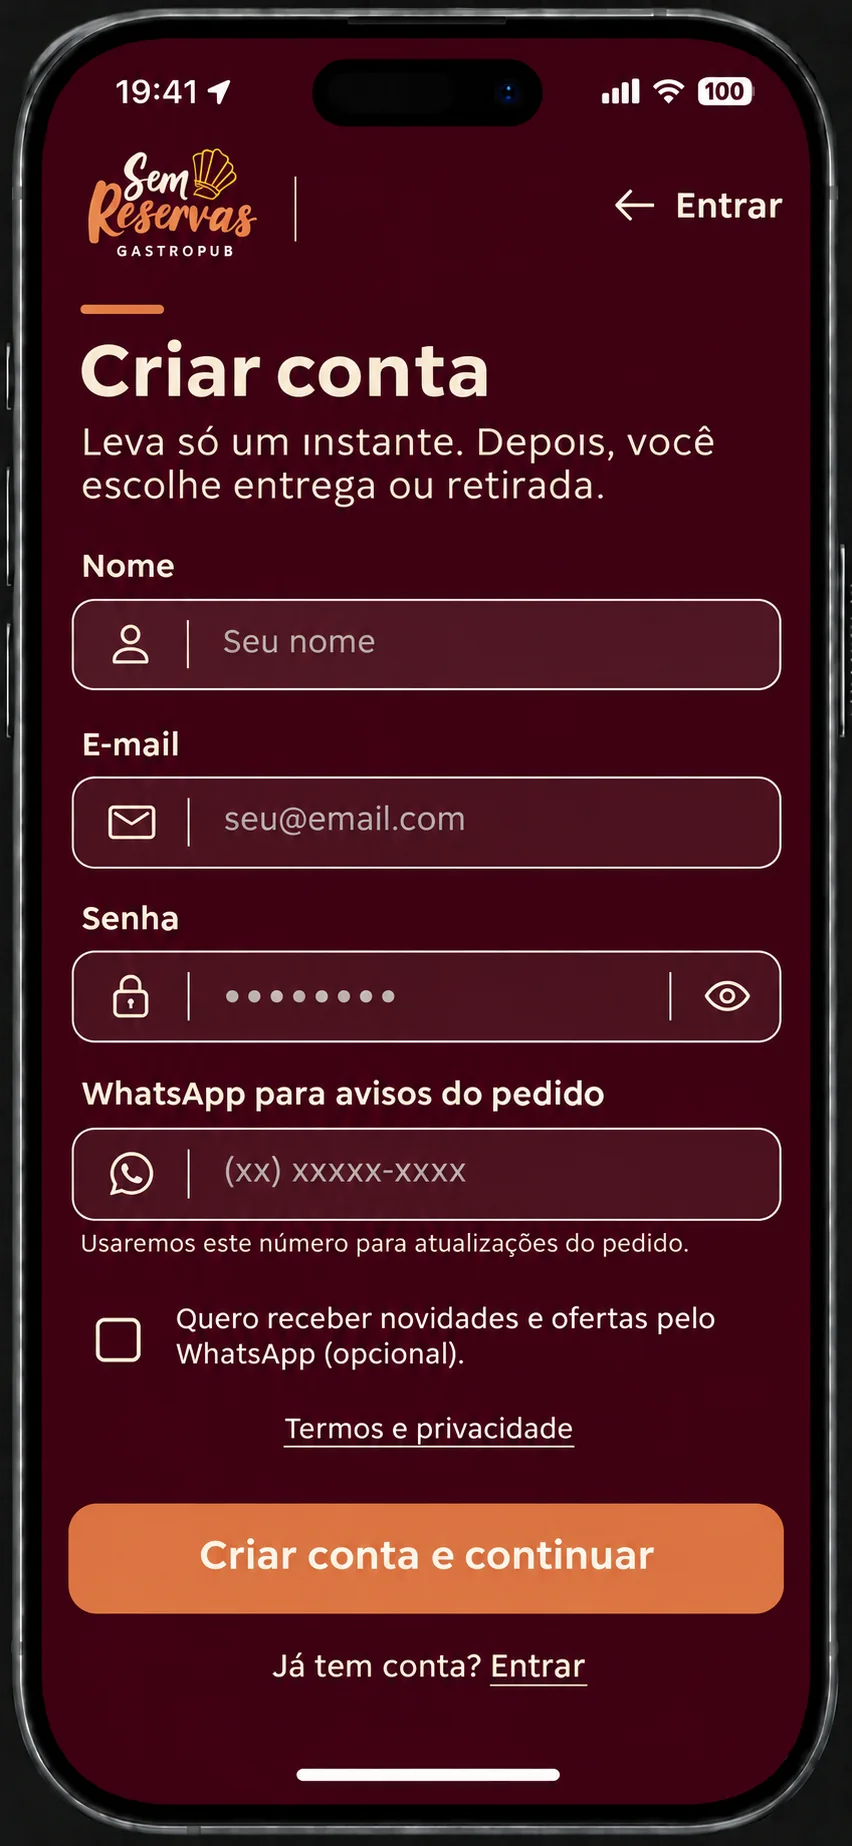 19:41
100
Sem
Reservas
GASTROPUB
← Entrar
Criar conta
Leva só um ınstante. Depoıs, você
escolhe entrega ou retirada.
Nome
Seu nome
E-mail
seu@email.com
Senha
••••••••
WhatsApp para avisos do pedido
(xx) xxxxx-xxxx
Usaremos este número para atualizações do pedido.
Quero receber novidades e ofertas pelo
WhatsApp (opcional).
Termos e privacidade
Criar conta e continuar
Já tem conta? Entrar